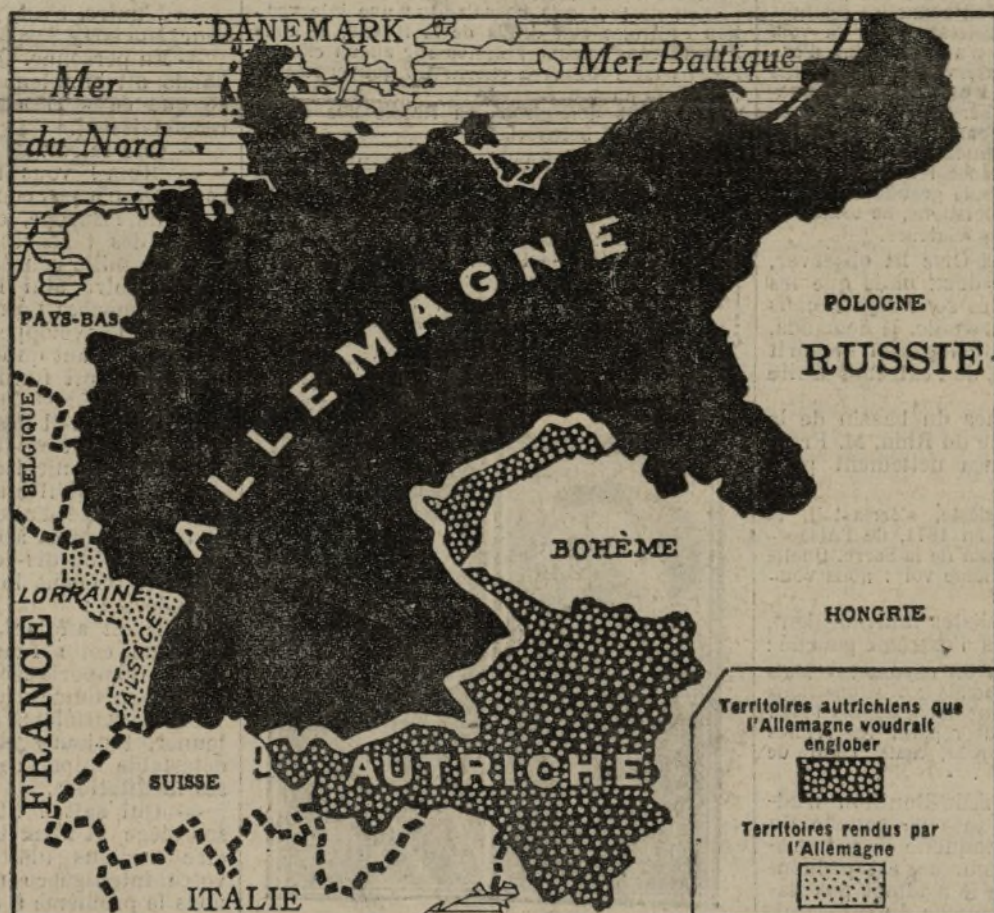 DANEMARK
Mer Baltique
Mer
du Nord
ALLEMAGNE
PAYS-BAS
POLOGNE
RUSSIE
BELGIQUE
BOHÈME
LORRAINE
ALSACE
FRANCE
HONGRIE
SUISSE
AUTRICHE
ITALIE
Territoires autrichiens que
l'Allemagne voudrait
englober
Territoires rendus par
l'Allemagne